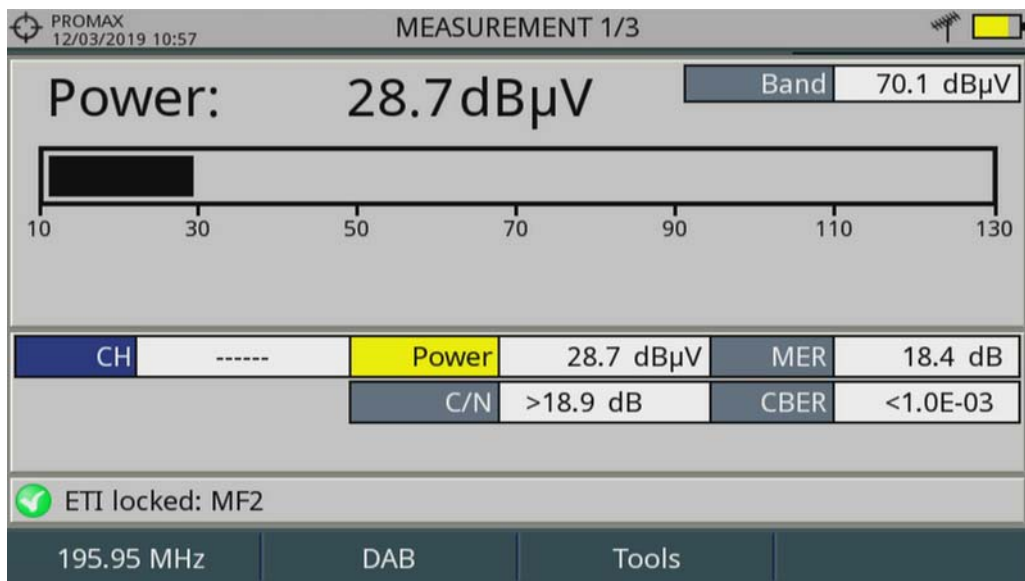 PROMAX
12/03/2019 10:57
MEASUREMENT 1/3
Power: 28.7 dBµV
Band 70.1 dBµV
10 30 50 70 90 110 130
CH ------ Power 28.7 dBµV MER 18.4 dB
C/N >18.9 dB CBER <1.0E-03
ETI locked: MF2
195.95 MHz DAB Tools